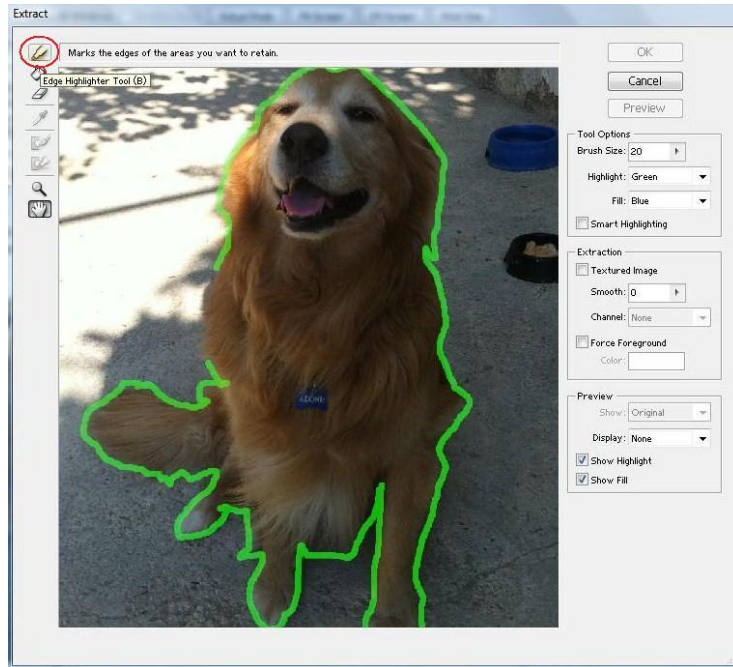 Extract
Marks the edges of the areas you want to retain.
Edge Highlighter Tool (B)
OK
Cancel
Preview
Tool Options
Brush Size: 20
Highlight: Green
Fill: Blue
Smart Highlighting
Extraction
Textured Image
Smooth: 0
Channel: None
Force Foreground
Color:
Preview
Show: Original
Display: None
Show Highlight
Show Fill